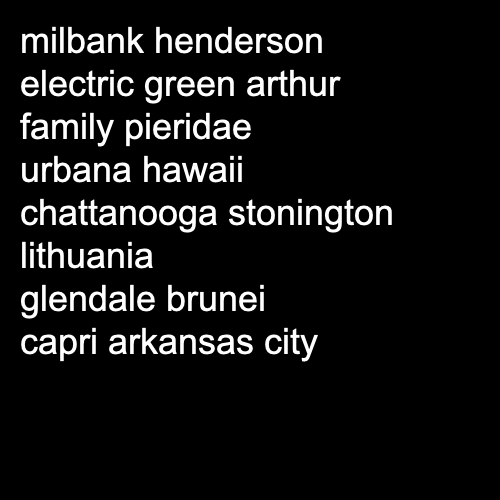 milbank henderson
electric green arthur
family pieridae
urbana hawaii
chattanooga stonington
lithuania
glendale brunei
capri arkansas city